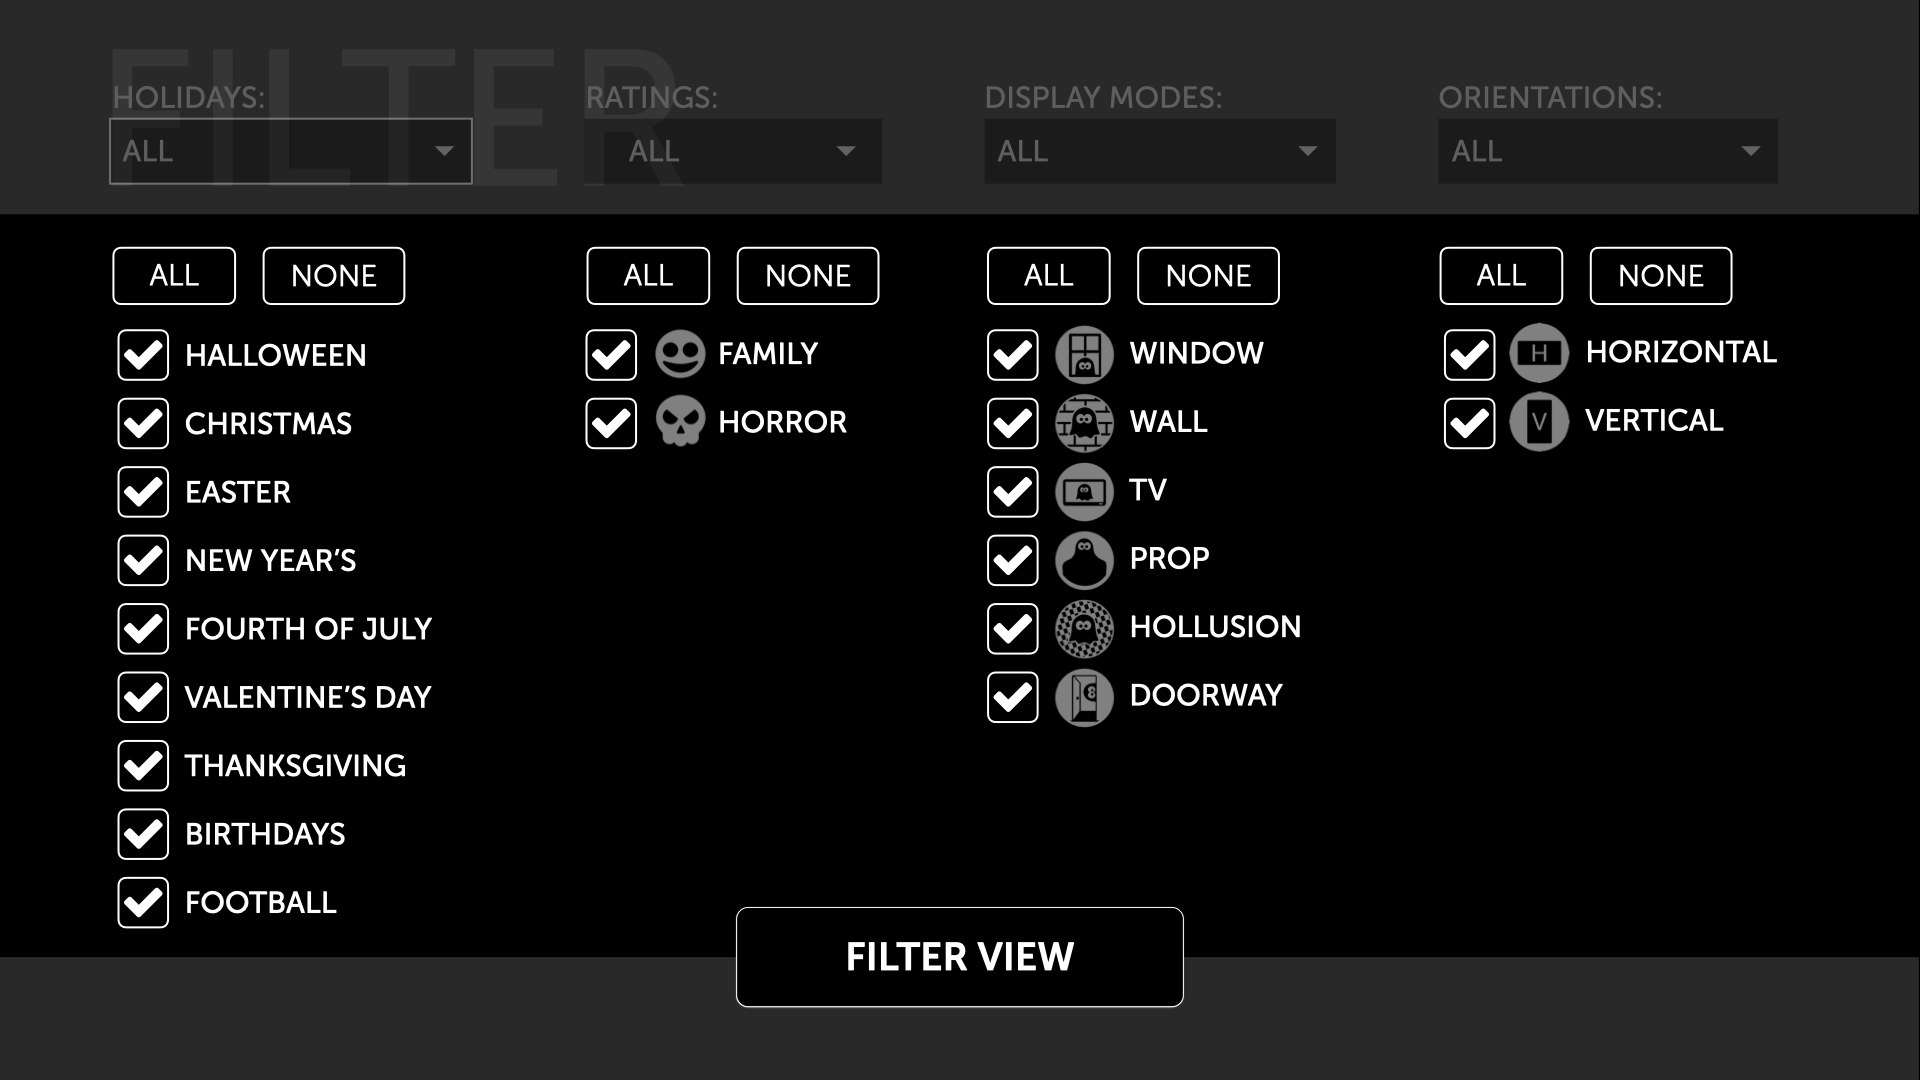 FILTER
HOLIDAYS: RATINGS: DISPLAY MODES: ORIENTATIONS:
ALL ALL ALL ALL
ALL NONE ALL NONE ALL NONE ALL NONE
HALLOWEEN FAMILY WINDOW H HORIZONTAL
CHRISTMAS HORROR WALL V VERTICAL
EASTER TV
NEW YEAR’S PROP
FOURTH OF JULY HOLLUSION
VALENTINE’S DAY DOORWAY
THANKSGIVING
BIRTHDAYS
FOOTBALL
FILTER VIEW